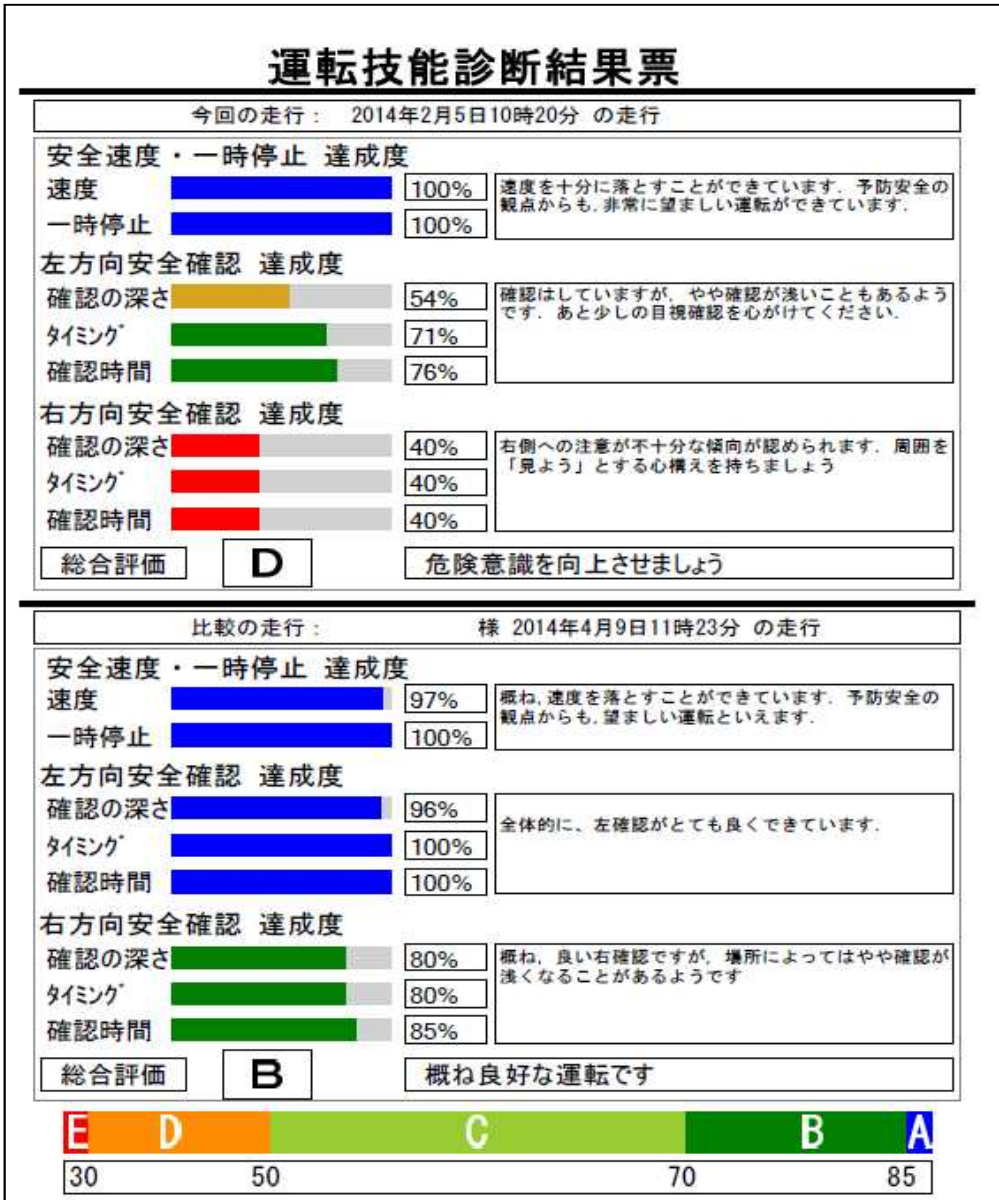 運転技能診断結果票
今回の走行： 2014年2月5日10時20分 の走行
安全速度・一時停止 達成度
速度 100%
一時停止 100%
速度を十分に落とすことができています．予防安全の
観点からも,非常に望ましい運転ができています．
左方向安全確認 達成度
確認の深さ 54%
ﾀｲﾐﾝｸﾞ 71%
確認時間 76%
確認はしていますが，やや確認が浅いこともあるよう
です．あと少しの目視確認を心がけてください．
右方向安全確認 達成度
確認の深さ 40%
ﾀｲﾐﾝｸﾞ 40%
確認時間 40%
右側への注意が不十分な傾向が認められます．周囲を
「見よう」とする心構えを持ちましょう
総合評価 D 危険意識を向上させましょう
比較の走行： 様 2014年4月9日11時23分 の走行
安全速度・一時停止 達成度
速度 97%
一時停止 100%
概ね,速度を落とすことができています．予防安全の
観点からも,望ましい運転といえます．
左方向安全確認 達成度
確認の深さ 96%
ﾀｲﾐﾝｸﾞ 100%
確認時間 100%
全体的に、左確認がとても良くできています．
右方向安全確認 達成度
確認の深さ 80%
ﾀｲﾐﾝｸﾞ 80%
確認時間 85%
概ね，良い右確認ですが，場所によってはやや確認が
浅くなることがあるようです
総合評価 B 概ね良好な運転です
E D C B A
30 50 70 85